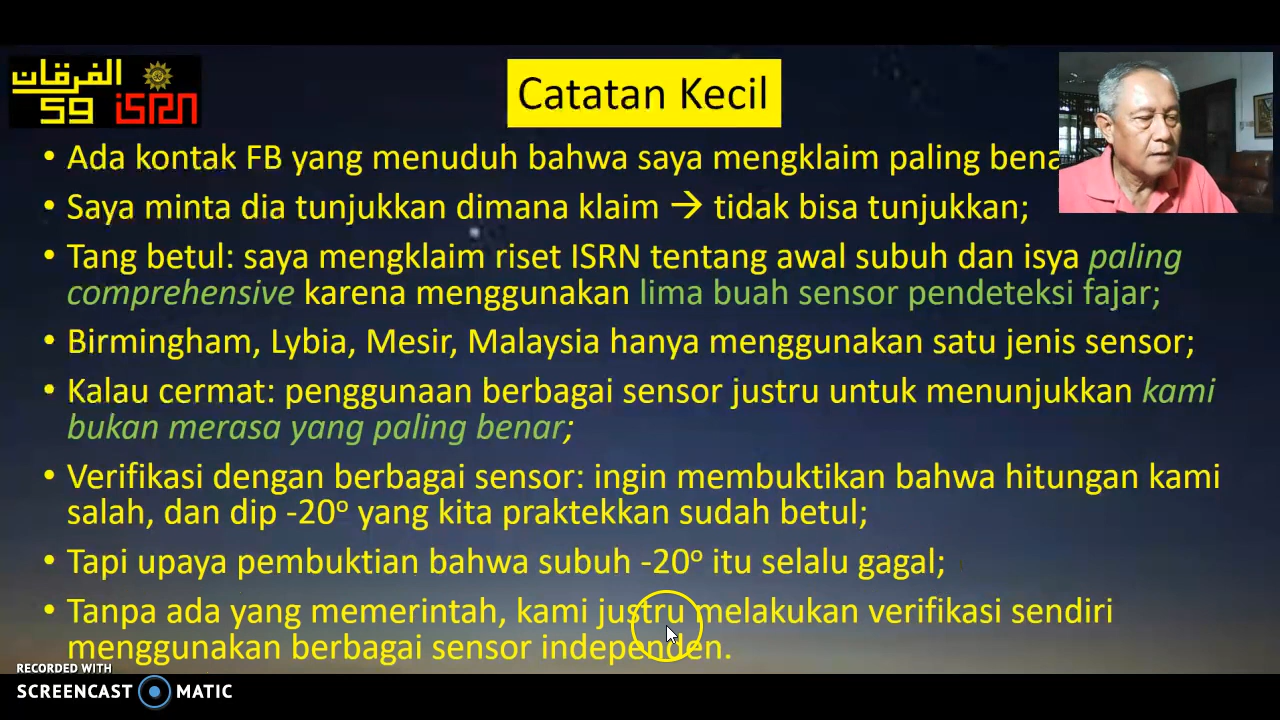 الفرقان
59 iSRN
Catatan Kecil
• Ada kontak FB yang menuduh bahwa saya mengklaim paling bena
• Saya minta dia tunjukkan dimana klaim → tidak bisa tunjukkan;
• Tang betul: saya mengklaim riset ISRN tentang awal subuh dan isya paling
comprehensive karena menggunakan lima buah sensor pendeteksi fajar;
• Birmingham, Lybia, Mesir, Malaysia hanya menggunakan satu jenis sensor;
• Kalau cermat: penggunaan berbagai sensor justru untuk menunjukkan kami
bukan merasa yang paling benar;
• Verifikasi dengan berbagai sensor: ingin membuktikan bahwa hitungan kami
salah, dan dip -20º yang kita praktekkan sudah betul;
• Tapi upaya pembuktian bahwa subuh -20º itu selalu gagal;
• Tanpa ada yang memerintah, kami justru melakukan verifikasi sendiri
menggunakan berbagai sensor independen.
RECORDED WITH
SCREENCAST MATIC